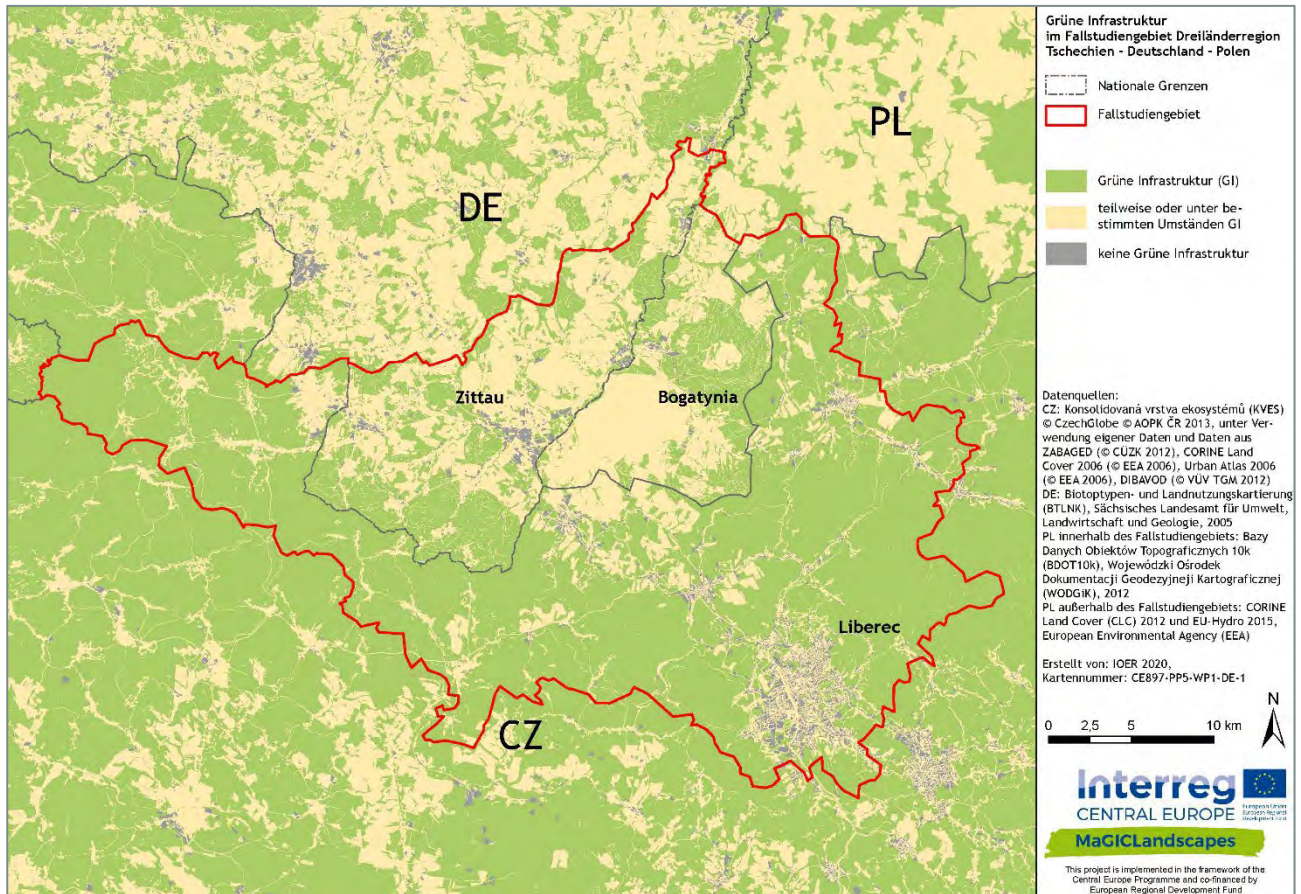 Grüne Infrastruktur
im Fallstudiengebiet Dreiländerregion
Tschechien - Deutschland - Polen
Nationale Grenzen
Fallstudiengebiet
Grüne Infrastruktur (GI)
teilweise oder unter be-
stimmten Umständen GI
keine Grüne Infrastruktur
PL
DE
Zittau
Bogatynia
Liberec
CZ
Datenquellen:
CZ: Konsolidovaná vrstva ekosystémů (KVES)
© CzechGlobe © AOPK ČR 2013, unter Ver-
wendung eigener Daten und Daten aus
ZABAGED (© CÚZK 2012), CORINE Land
Cover 2006 (© EEA 2006), Urban Atlas 2006
(© EEA 2006), DIBAVOD (© VÚV TGM 2012)
DE: Biotoptypen- und Landnutzungskartierung
(BTLNK), Sächsisches Landesamt für Umwelt,
Landwirtschaft und Geologie, 2005
PL innerhalb des Fallstudiengebiets: Bazy
Danych Obiektów Topograficznych 10k
(BDOT10k), Wojewódzki Ośrodek
Dokumentacji Geodezyjneji Kartograficznej
(WODGiK), 2012
PL außerhalb des Fallstudiengebiets: CORINE
Land Cover (CLC) 2012 und EU-Hydro 2015,
European Environmental Agency (EEA)
Erstellt von: IOER 2020,
Kartennummer: CE897-PP5-WP1-DE-1
N
0 2,5 5 10 km
Interreg
CENTRAL EUROPE
European Union
European Regional
Development Fund
MaGICLandscapes
This project is implemented in the framework of the
Central Europe Programme and co-financed by
European Regional Development Fund